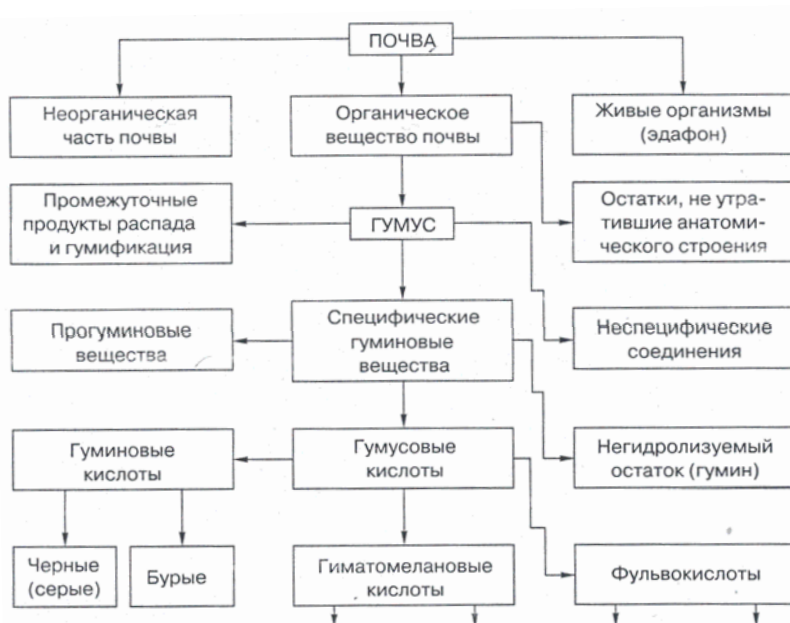 ПОЧВА
Неорганическая
часть почвы
Органическое
вещество почвы
Живые организмы
(эдафон)
Промежуточные
продукты распада
и гумификация
ГУМУС
Остатки, не утра-
тившие анатоми-
ческого строения
Прогуминовые
вещества
Специфические
гуминовые
вещества
Неспецифические
соединения
Гуминовые
кислоты
Гумусовые
кислоты
Негидролизуемый
остаток (гумин)
Черные
(серые)
Бурые
Гиматомелановые
кислоты
Фульвокислоты